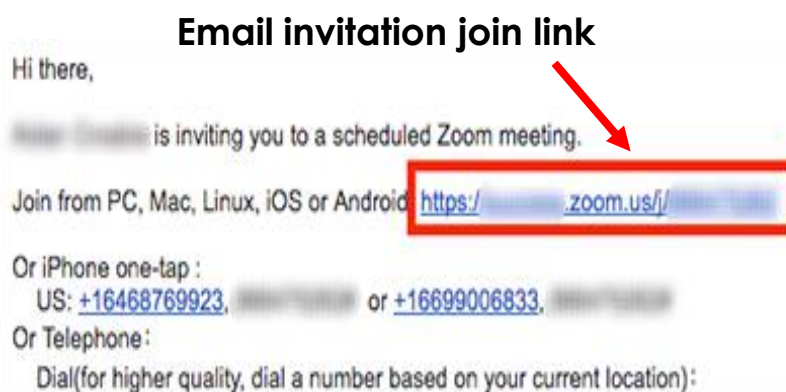 Email invitation join link
Hi there,
is inviting you to a scheduled Zoom meeting.
Join from PC, Mac, Linux, iOS or Android: https:/ .zoom.us/j/
Or iPhone one-tap :
US: +16468769923, or +16699006833,
Or Telephone:
Dial(for higher quality, dial a number based on your current location):